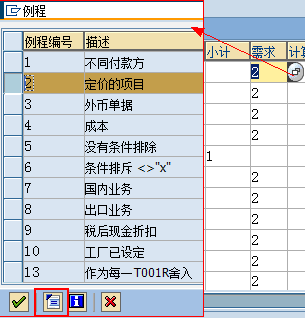 例程
例程编号 描述
1 不同付款方
2 定价的项目
3 外币单据
4 成本
5 没有条件排除
6 条件排斥 <>"x"
7 国内业务
8 出口业务
9 税后现金折扣
10 工厂已设定
13 作为每一T001R舍入
小计 需求 计
2
2
2
2
1
2
2
2
2
2
2